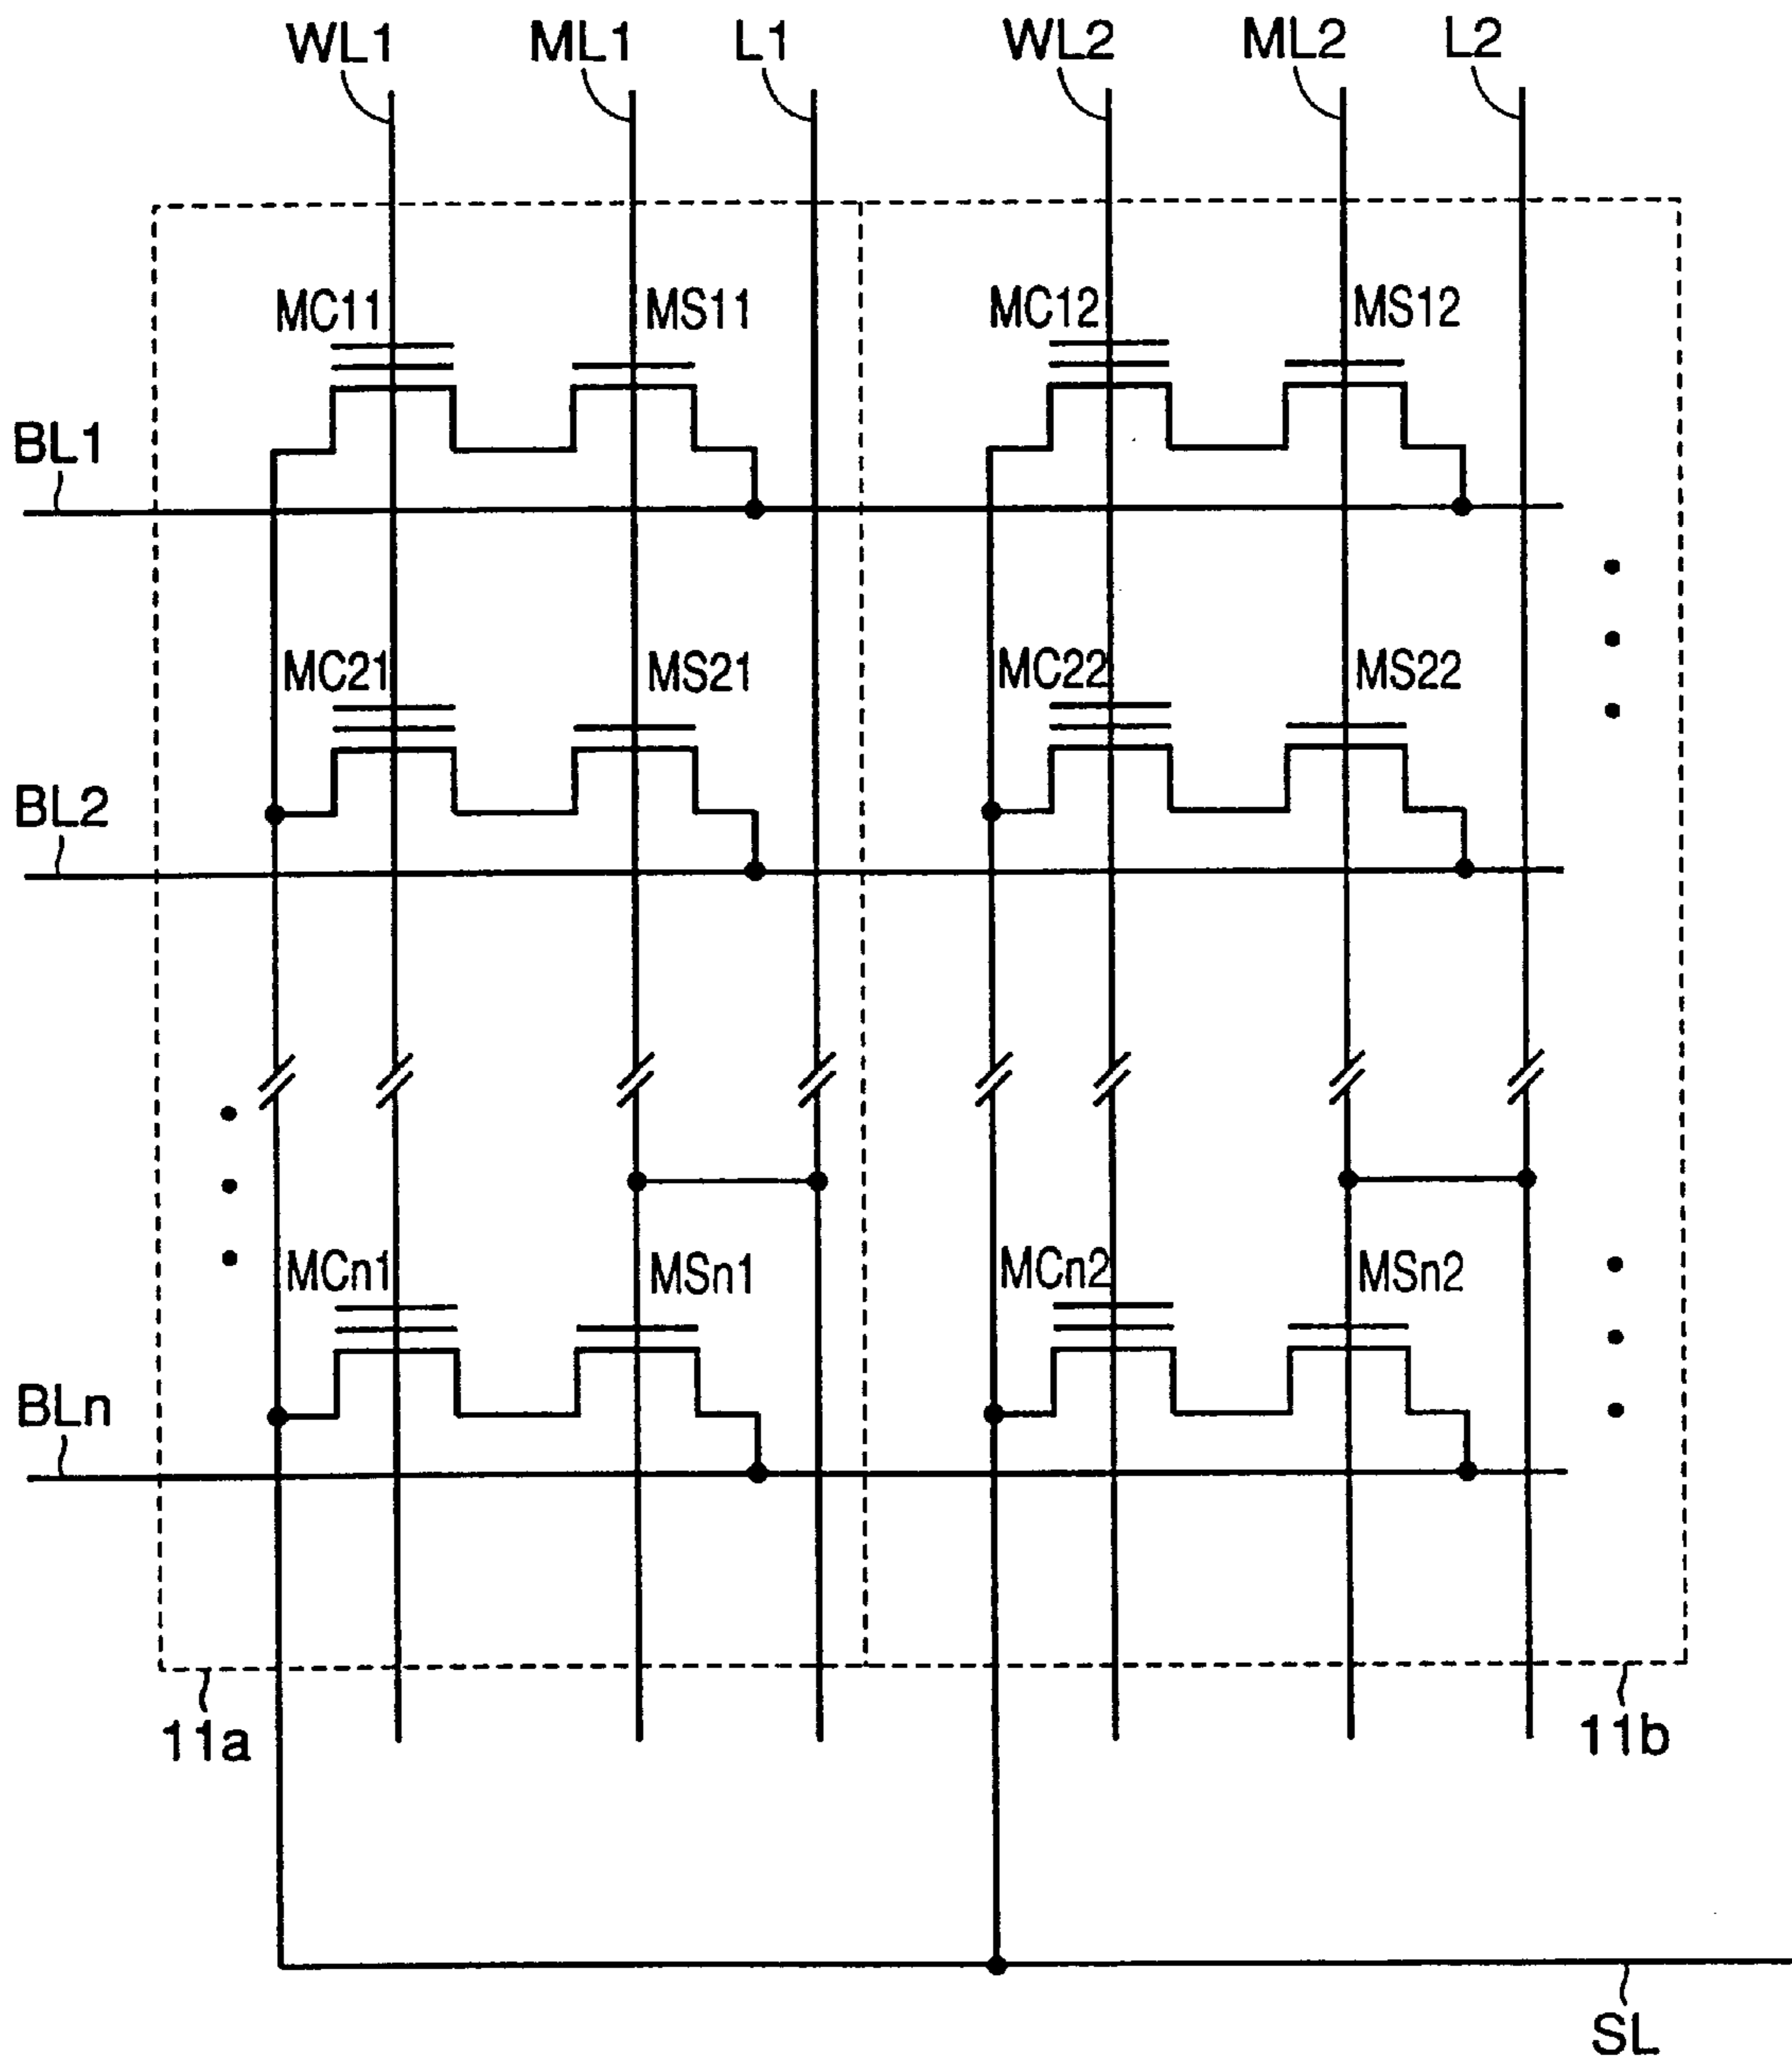 WL1 ML1 L1 WL2 ML2 L2
MC11 MS11 MC12 MS12
BL1
MC21 MS21 MC22 MS22
BL2
MCn1 MSn1 MCn2 MSn2
BLn
11a 11b
SL